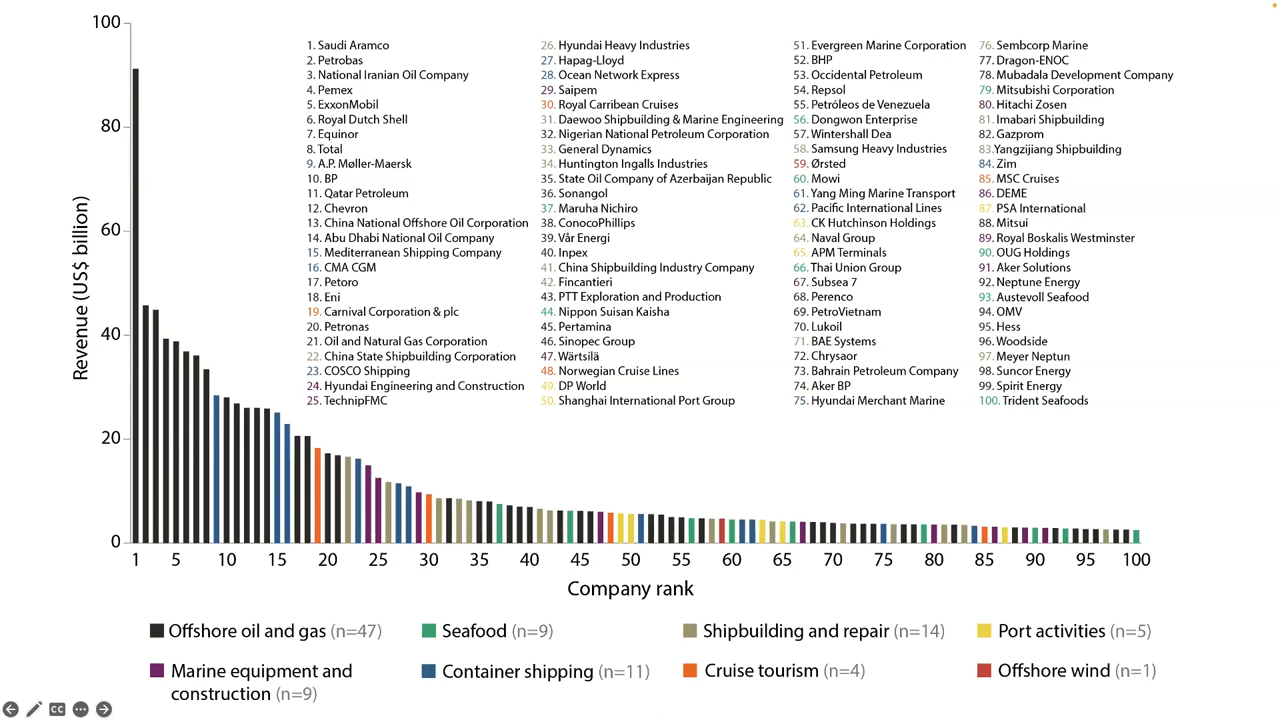 100
80
60
40
20
0
Revenue (US$ billion)
1. Saudi Aramco
2. Petrobas
3. National Iranian Oil Company
4. Pemex
5. ExxonMobil
6. Royal Dutch Shell
7. Equinor
8. Total
9. A.P. Møller-Maersk
10. BP
11. Qatar Petroleum
12. Chevron
13. China National Offshore Oil Corporation
14. Abu Dhabi National Oil Company
15. Mediterranean Shipping Company
16. CMA CGM
17. Petoro
18. Eni
19. Carnival Corporation & plc
20. Petronas
21. Oil and Natural Gas Corporation
22. China State Shipbuilding Corporation
23. COSCO Shipping
24. Hyundai Engineering and Construction
25. TechnipFMC
26. Hyundai Heavy Industries
27. Hapag-Lloyd
28. Ocean Network Express
29. Saipem
30. Royal Carribean Cruises
31. Daewoo Shipbuilding & Marine Engineering
32. Nigerian National Petroleum Corporation
33. General Dynamics
34. Huntington Ingalls Industries
35. State Oil Company of Azerbaijan Republic
36. Sonangol
37. Maruha Nichiro
38. ConocoPhillips
39. Vår Energi
40. Inpex
41. China Shipbuilding Industry Company
42. Fincantieri
43. PTT Exploration and Production
44. Nippon Suisan Kaisha
45. Pertamina
46. Sinopec Group
47. Wärtsilä
48. Norwegian Cruise Lines
49. DP World
50. Shanghai International Port Group
51. Evergreen Marine Corporation
52. BHP
53. Occidental Petroleum
54. Repsol
55. Petróleos de Venezuela
56. Dongwon Enterprise
57. Wintershall Dea
58. Samsung Heavy Industries
59. Ørsted
60. Mowi
61. Yang Ming Marine Transport
62. Pacific International Lines
63. CK Hutchinson Holdings
64. Naval Group
65. APM Terminals
66. Thai Union Group
67. Subsea 7
68. Perenco
69. PetroVietnam
70. Lukoil
71. BAE Systems
72. Chrysaor
73. Bahrain Petroleum Company
74. Aker BP
75. Hyundai Merchant Marine
76. Sembcorp Marine
77. Dragon-ENOC
78. Mubadala Development Company
79. Mitsubishi Corporation
80. Hitachi Zosen
81. Imabari Shipbuilding
82. Gazprom
83. Yangzijiang Shipbuilding
84. Zim
85. MSC Cruises
86. DEME
87. PSA International
88. Mitsui
89. Royal Boskalis Westminster
90. OUG Holdings
91. Aker Solutions
92. Neptune Energy
93. Austevoll Seafood
94. OMV
95. Hess
96. Woodside
97. Meyer Neptun
98. Suncor Energy
99. Spirit Energy
100. Trident Seafoods
1 5 10 15 20 25 30 35 40 45 50 55 60 65 70 75 80 85 90 95 100
Company rank
Offshore oil and gas (n=47)
Seafood (n=9)
Shipbuilding and repair (n=14)
Port activities (n=5)
Marine equipment and
construction (n=9)
Container shipping (n=11)
Cruise tourism (n=4)
Offshore wind (n=1)
CC